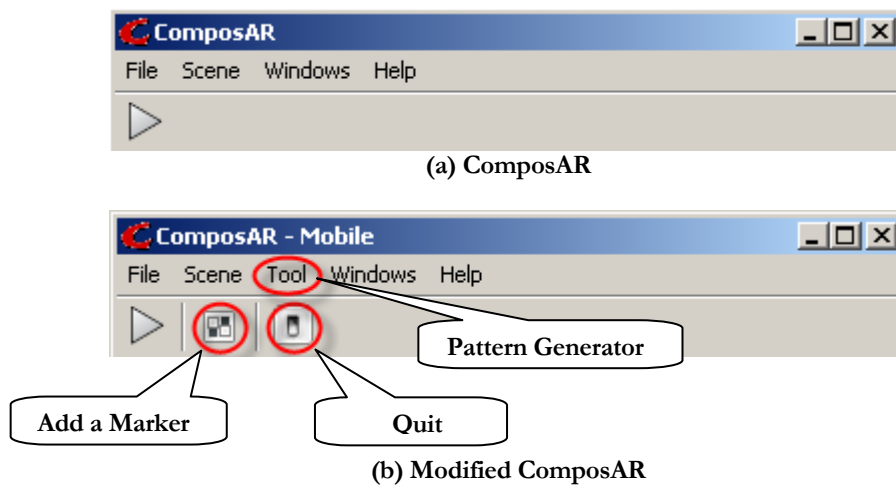 ComposAR
File Scene Windows Help
(a) ComposAR
ComposAR - Mobile
File Scene Tool Windows Help
Pattern Generator
Add a Marker
Quit
(b) Modified ComposAR